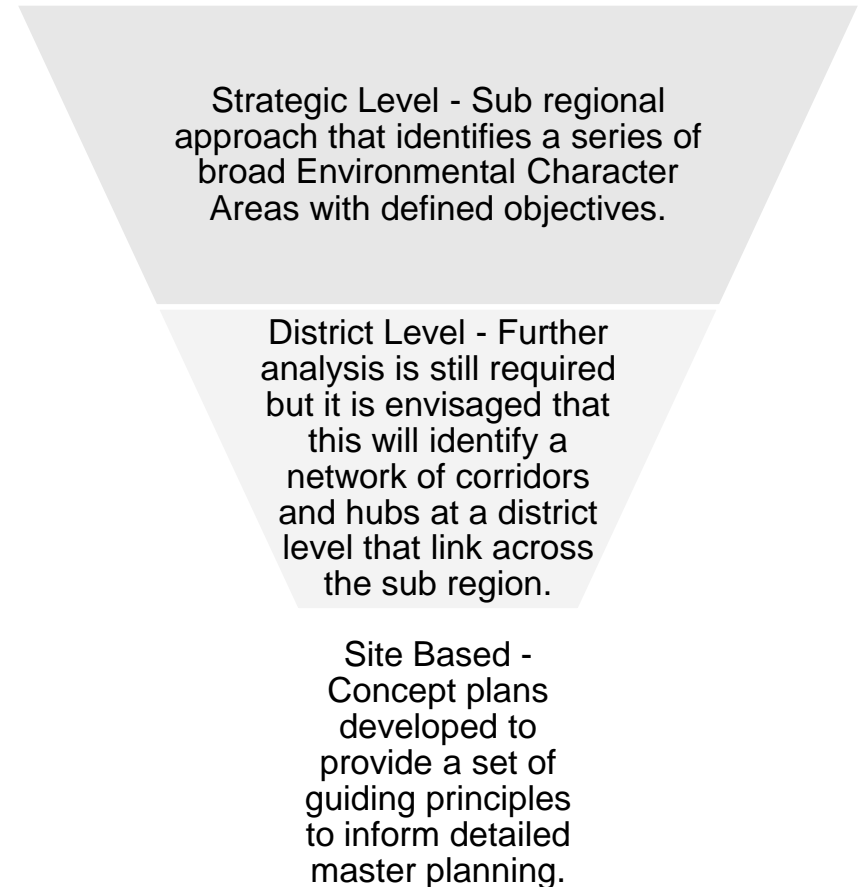 Strategic Level - Sub regional
approach that identifies a series of
broad Environmental Character
Areas with defined objectives.
District Level - Further
analysis is still required
but it is envisaged that
this will identify a
network of corridors
and hubs at a district
level that link across
the sub region.
Site Based -
Concept plans
developed to
provide a set of
guiding principles
to inform detailed
master planning.